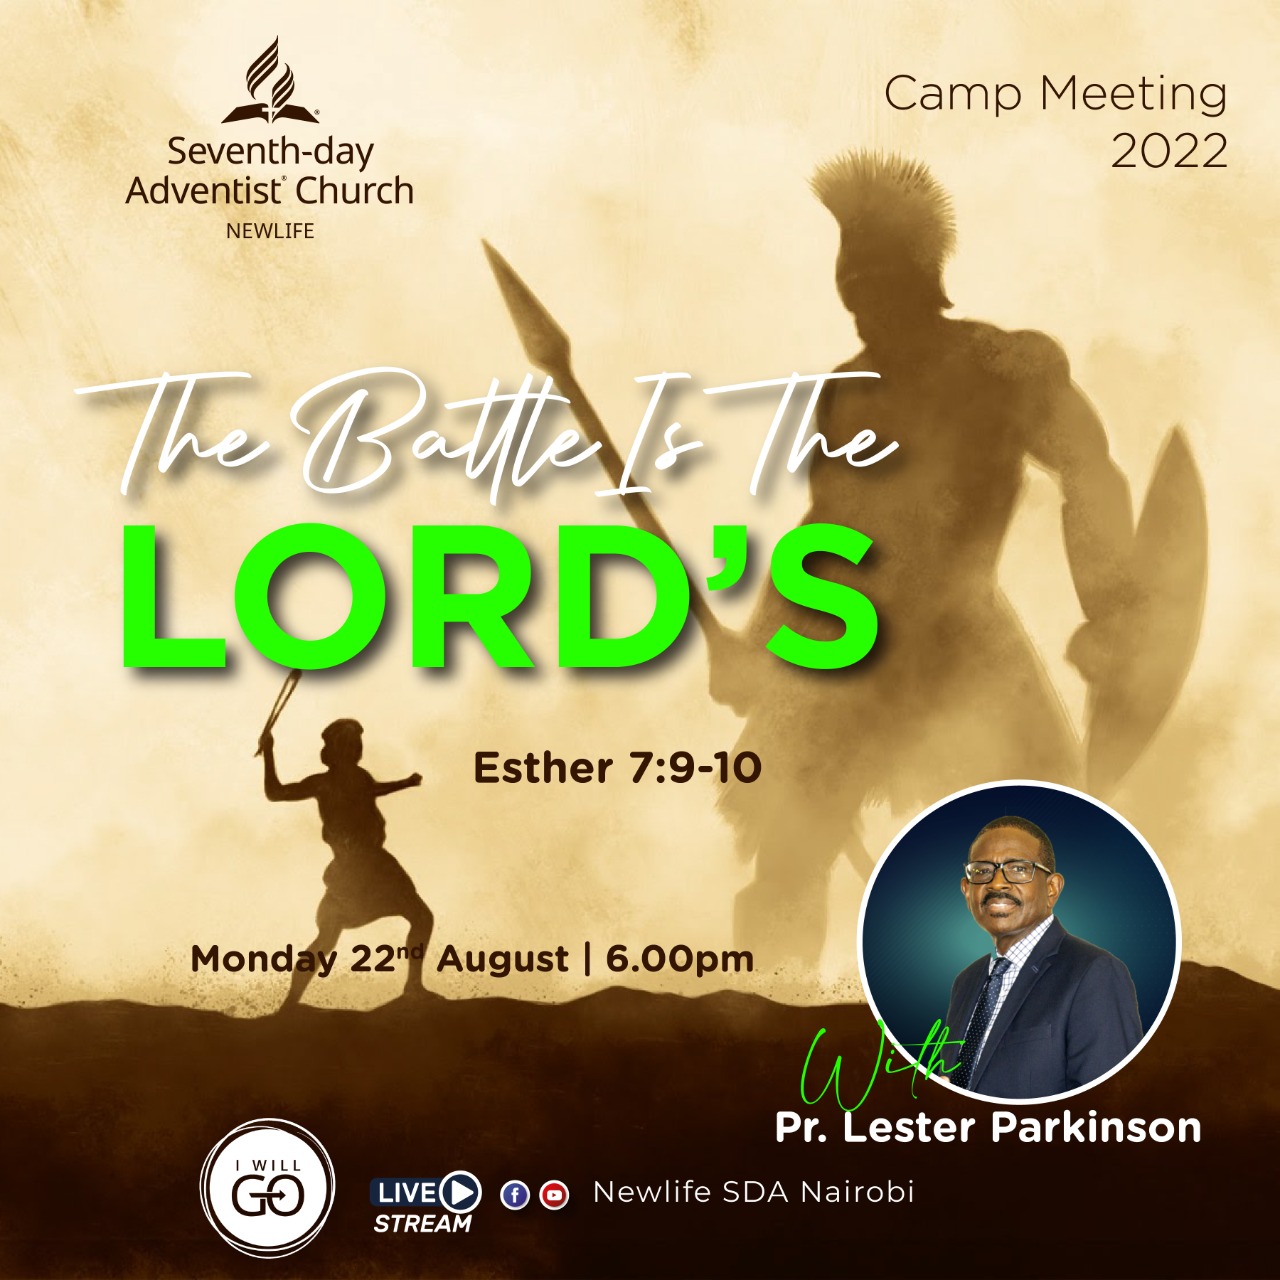 Seventh-day
Adventist® Church
NEWLIFE
Camp Meeting
2022
The Battle Is The
LORD'S
Esther 7:9-10
Monday 22nd August | 6.00pm
With
Pr. Lester Parkinson
I WILL
GO
LIVE
STREAM
Newlife SDA Nairobi